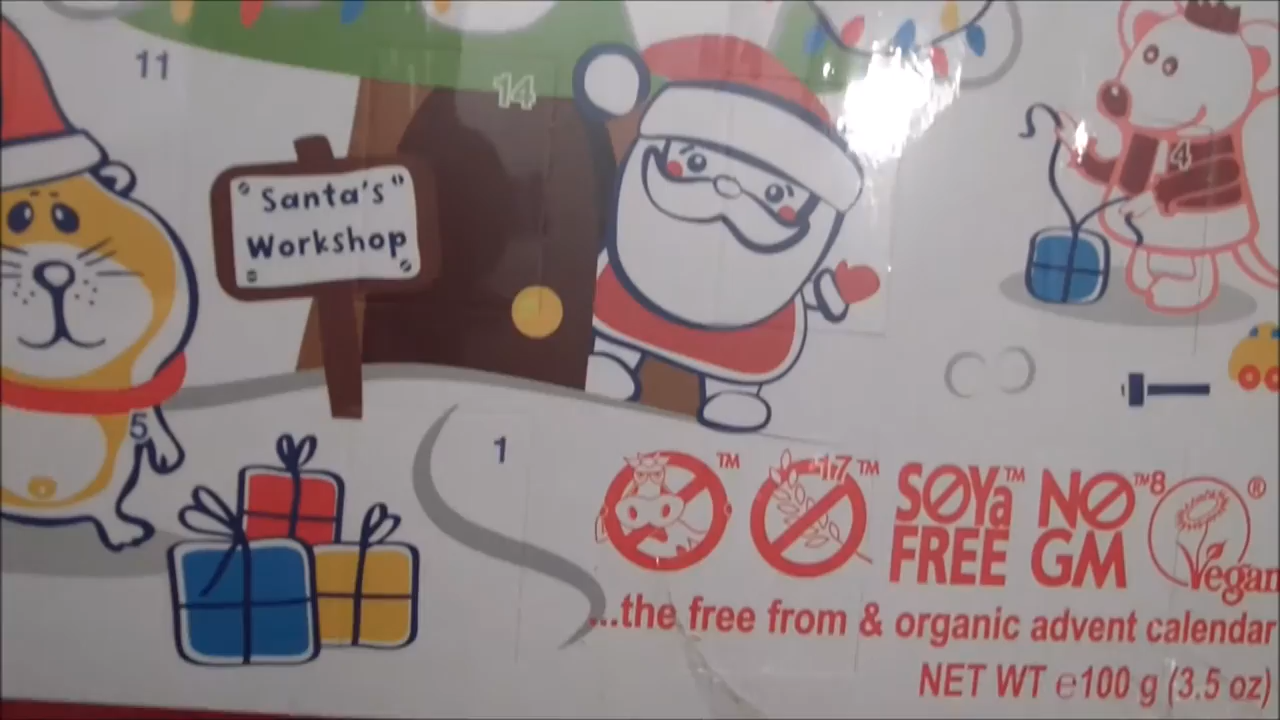 11
14
4
Santa's
Workshop
5
1
TM
17 TM
SOYa TM
FREE
NO TM 8
GM
®
Vegan
...the free from & organic advent calendar
NET WT e100 g (3.5 oz)